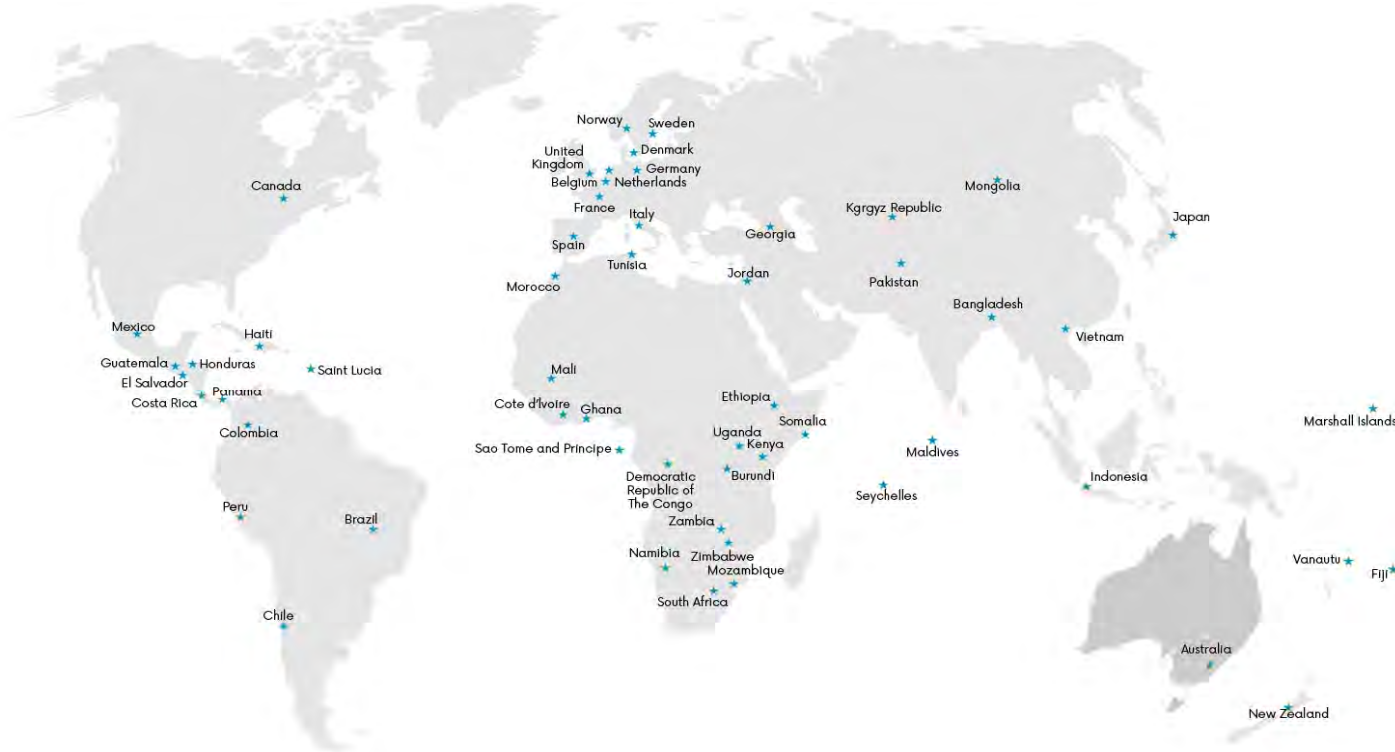 Norway
Sweden
United
Kingdom
Denmark
Germany
Belgium
Netherlands
France
Canada
Mongolia
Kgrgyz Republic
Italy
Japan
Georgia
Spain
Tunisia
Jordan
Morocco
Pakistan
Bangladesh
Mexico
Haiti
Vietnam
Guatemala
Honduras
Saint Lucia
Mali
El Salvador
Panama
Costa Rica
Ethiopia
Cote d'Ivoire
Ghana
Marshall Islands
Somalia
Colombia
Uganda
Kenya
Sao Tome and Principe
Maldives
Democratic
Republic of
The Congo
Burundi
Indonesia
Seychelles
Peru
Brazil
Zambia
Namibia
Zimbabwe
Vanautu
Mozambique
Fiji
South Africa
Chile
Australia
New Zealand